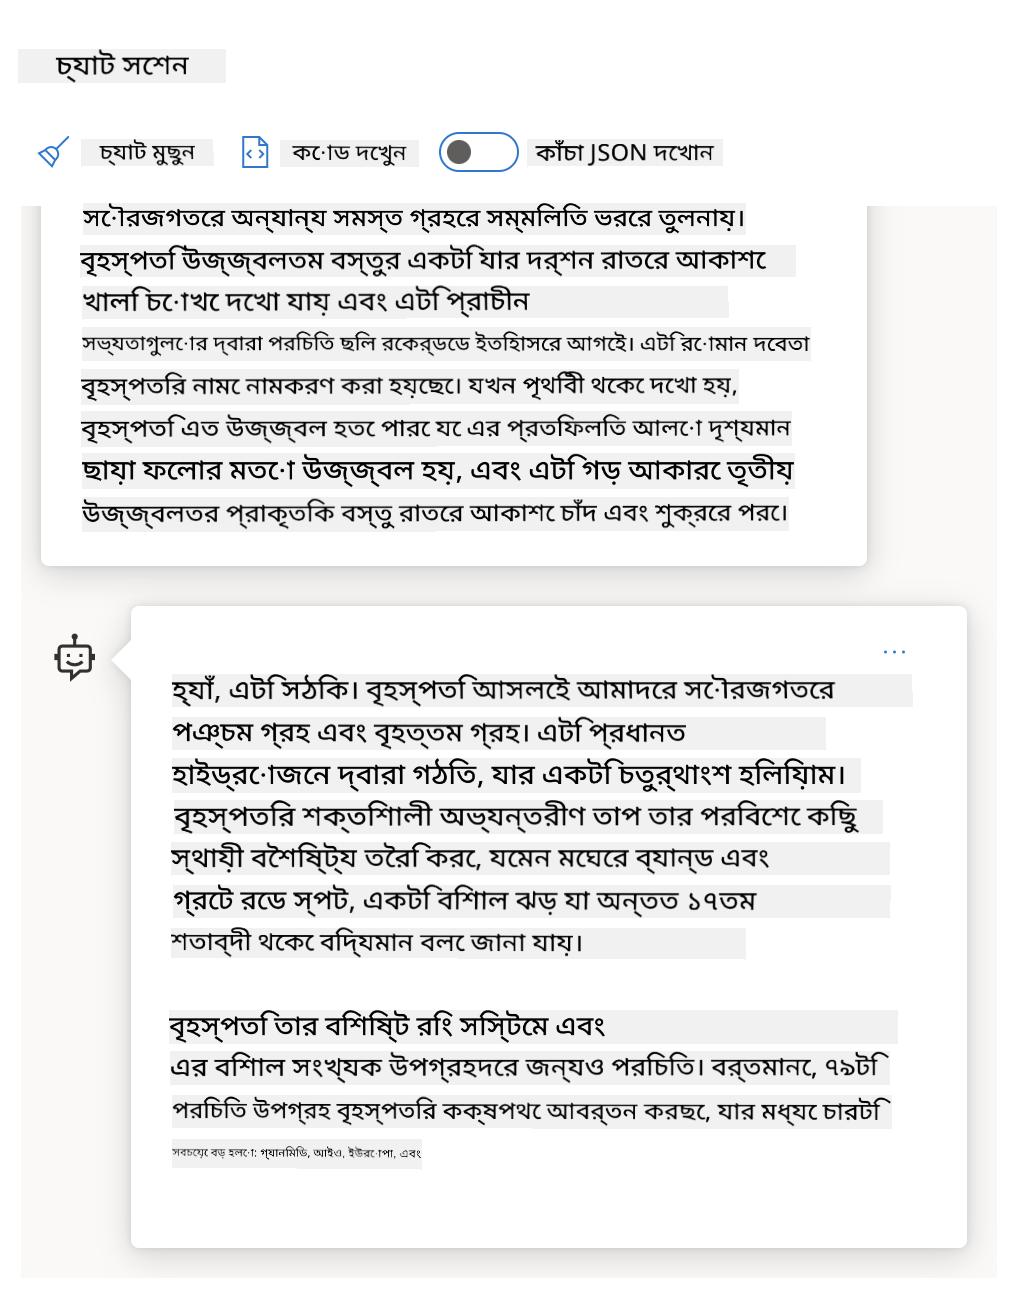 চ্যাট সেশন
চ্যাট মুছুন
কোড দেখুন
কাঁচা JSON দেখান
সৌরজগতের অন্যান্য সমস্ত গ্রহের সম্মিলিত ভরের তুলনায়।
বৃহস্পতি উজ্জ্বলতম বস্তুর একটি যার দর্শন রাতের আকাশে
খালি চোখে দেখা যায় এবং এটি প্রাচীন
সভ্যতাগুলোর দ্বারা পরিচিত ছিল রেকর্ডেড ইতিহাসের আগেই। এটি রোমান দেবতা
বৃহস্পতির নামে নামকরণ করা হয়েছে। যখন পৃথিবী থেকে দেখা হয়,
বৃহস্পতি এত উজ্জ্বল হতে পারে যে এর প্রতিফলিত আলো দৃশ্যমান
ছায়া ফেলার মতো উজ্জ্বল হয়, এবং এটি গড় আকারে তৃতীয়
উজ্জ্বলতর প্রাকৃতিক বস্তু রাতের আকাশে চাঁদ এবং শুক্রের পরে।
হ্যাঁ, এটি সঠিক। বৃহস্পতি আসলেই আমাদের সৌরজগতের
পঞ্চম গ্রহ এবং বৃহত্তম গ্রহ। এটি প্রধানত
হাইড্রোজেন দ্বারা গঠিত, যার একটি চতুর্থাংশ হিলিয়াম।
বৃহস্পতির শক্তিশালী অভ্যন্তরীণ তাপ তার পরিবেশে কিছু
স্থায়ী বৈশিষ্ট্য তৈরি করে, যেমন মেঘের ব্যান্ড এবং
গ্রেট রেড স্পট, একটি বিশাল ঝড় যা অন্তত ১৭তম
শতাব্দী থেকে বিদ্যমান বলে জানা যায়।
বৃহস্পতি তার বিশিষ্ট রিং সিস্টেম এবং
এর বিশাল সংখ্যক উপগ্রহদের জন্যও পরিচিত। বর্তমানে, ৭৯টি
পরিচিত উপগ্রহ বৃহস্পতির কক্ষপথে আবর্তন করছে, যার মধ্যে চারটি
সবচেয়ে বড় হলো: গ্যানিমিড, আইও, ইউরোপা, এবং